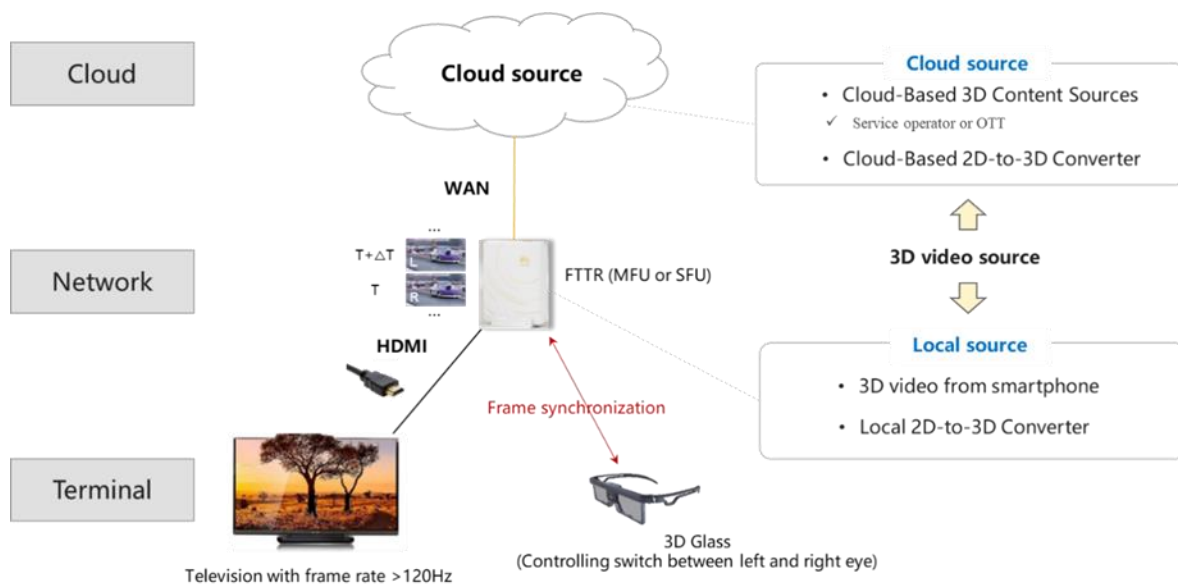 Cloud
Cloud source
Cloud source
• Cloud-Based 3D Content Sources
✓ Service operator or OTT
• Cloud-Based 2D-to-3D Converter
WAN
Network
...
T+△T
L
T
R
...
FTTR (MFU or SFU)
3D video source
HDMI
Local source
• 3D video from smartphone
• Local 2D-to-3D Converter
Frame synchronization
Terminal
Television with frame rate >120Hz
3D Glass
(Controlling switch between left and right eye)